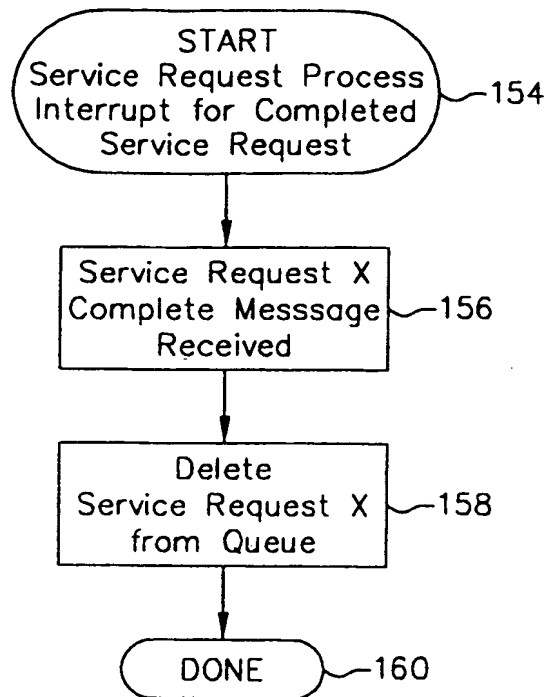 START
Service Request Process
Interrupt for Completed
Service Request
154
Service Request X
Complete Messsage
Received
156
Delete
Service Request X
from Queue
158
DONE
160